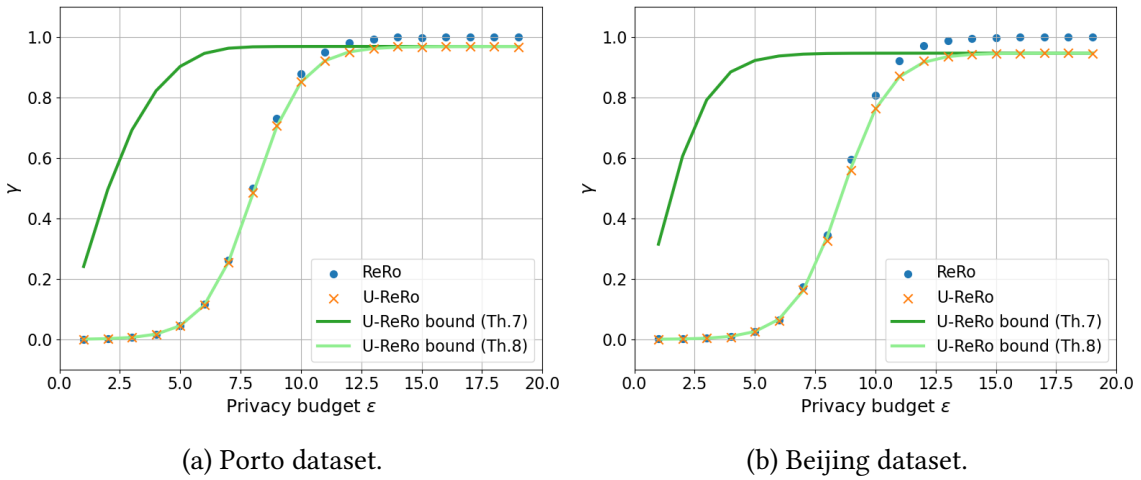 1.0
0.8
0.6
0.4
0.2
0.0
γ
0.0 2.5 5.0 7.5 10.0 12.5 15.0 17.5 20.0
Privacy budget ε
ReRo
U-ReRo
U-ReRo bound (Th.7)
U-ReRo bound (Th.8)
(a) Porto dataset.
1.0
0.8
0.6
0.4
0.2
0.0
γ
0.0 2.5 5.0 7.5 10.0 12.5 15.0 17.5 20.0
Privacy budget ε
ReRo
U-ReRo
U-ReRo bound (Th.7)
U-ReRo bound (Th.8)
(b) Beijing dataset.